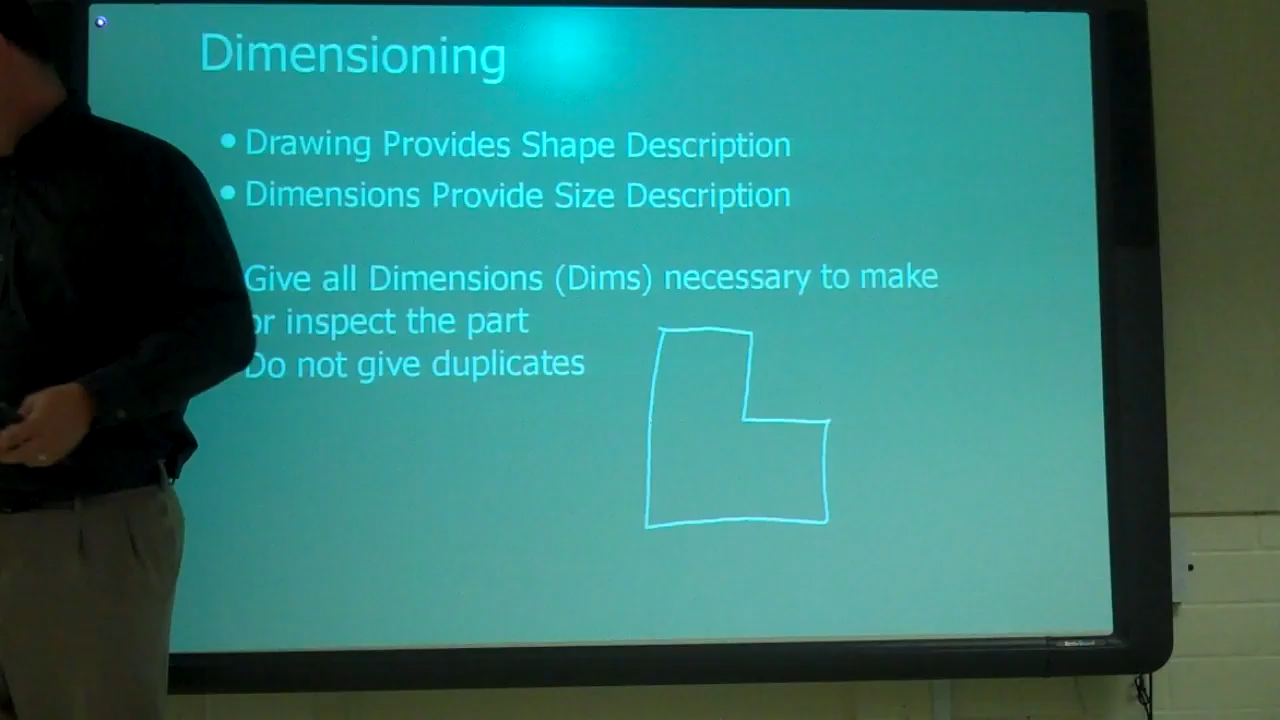 Dimensioning
• Drawing Provides Shape Description
• Dimensions Provide Size Description
Give all Dimensions (Dims) necessary to make
or inspect the part
Do not give duplicates